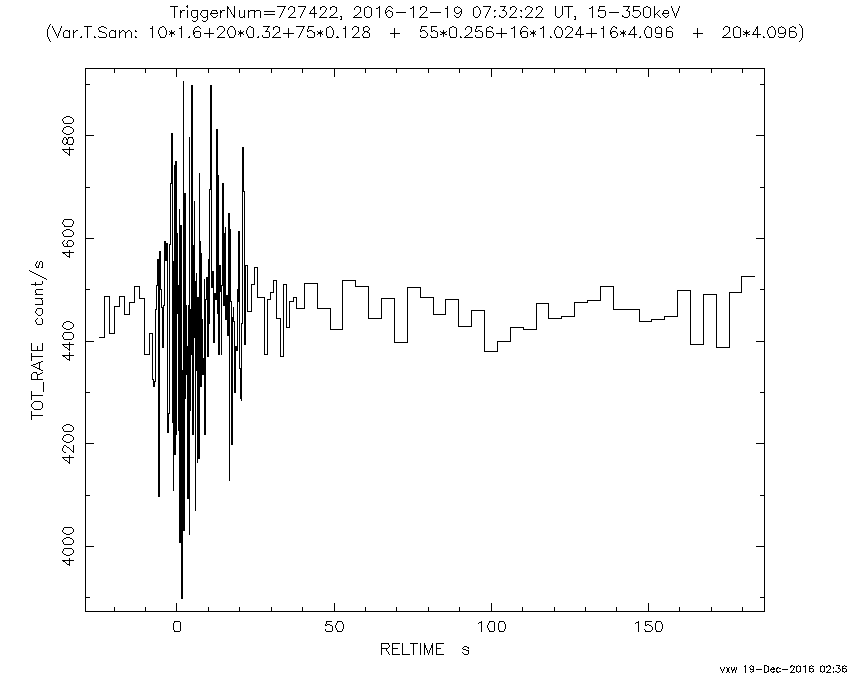 TriggerNum=727422, 2016-12-19 07:32:22 UT, 15-350keV
(Var.T.Sam: 10*1.6+20*0.32+75*0.128 + 55*0.256+16*1.024+16*4.096 + 20*4.096)
TOT_RATE count/s
4800
4600
4400
4200
4000
0 50 100 150
RELTIME s
vxw 19-Dec-2016 02:36